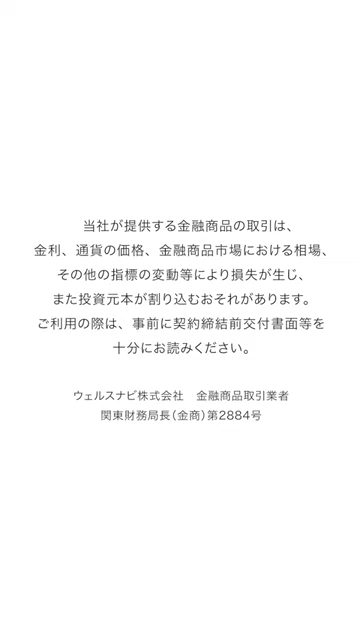 当社が提供する金融商品の取引は、
金利、通貨の価格、金融商品市場における相場、
その他の指標の変動等により損失が生じ、
また投資元本が割り込むおそれがあります。
ご利用の際は、事前に契約締結前交付書面等を
十分にお読みください。
ウェルスナビ株式会社　金融商品取引業者
関東財務局長（金商）第2884号